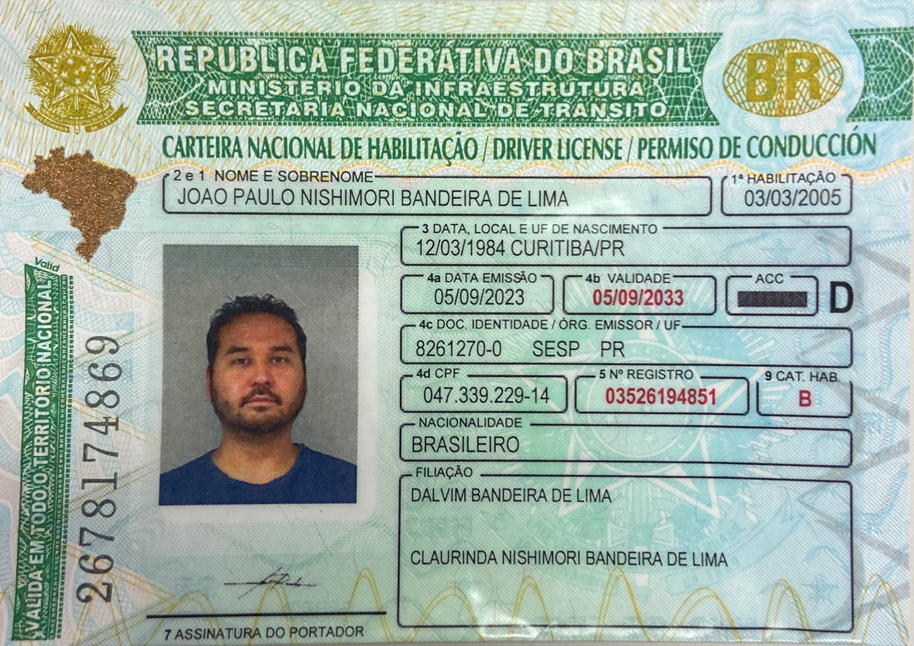 REPÚBLICA FEDERATIVA DO BRASIL
MINISTÉRIO DA INFRAESTRUTURA
SECRETARIA NACIONAL DE TRÂNSITO
BR
CARTEIRA NACIONAL DE HABILITAÇÃO / DRIVER LICENSE / PERMISO DE CONDUCCIÓN
2 e 1 NOME E SOBRENOME
JOAO PAULO NISHIMORI BANDEIRA DE LIMA
1ª HABILITAÇÃO
03/03/2005
3 DATA, LOCAL E UF DE NASCIMENTO
12/03/1984 CURITIBA/PR
4a DATA EMISSÃO
05/09/2023
4b VALIDADE
05/09/2033
ACC
D
4c DOC. IDENTIDADE / ÓRG. EMISSOR / UF
8261270-0 SESP PR
4d CPF
047.339.229-14
5 Nº REGISTRO
03526194851
9 CAT. HAB.
B
NACIONALIDADE
BRASILEIRO
FILIAÇÃO
DALVIM BANDEIRA DE LIMA
CLAURINDA NISHIMORI BANDEIRA DE LIMA
7 ASSINATURA DO PORTADOR
Valid
VALIDA EM TODO O TERRITÓRIO NACIONAL
2678174869